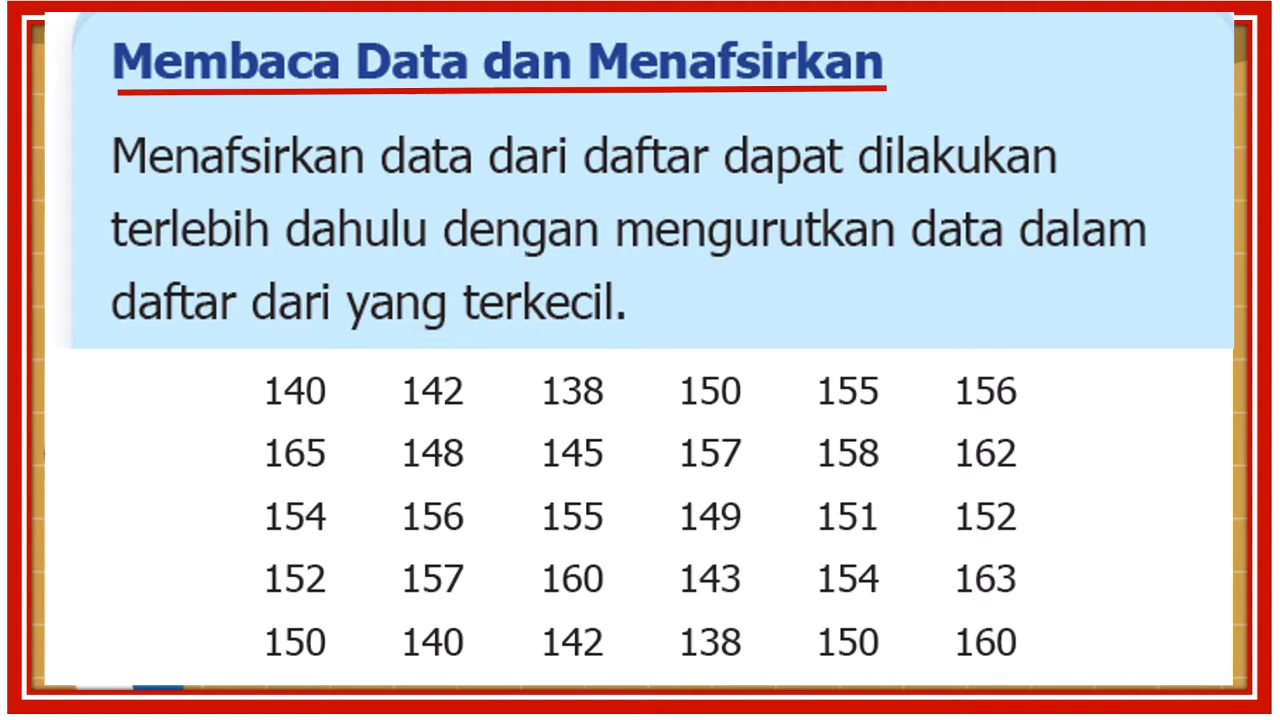 Membaca Data dan Menafsirkan
Menafsirkan data dari daftar dapat dilakukan
terlebih dahulu dengan mengurutkan data dalam
daftar dari yang terkecil.
140 142 138 150 155 156
165 148 145 157 158 162
154 156 155 149 151 152
152 157 160 143 154 163
150 140 142 138 150 160